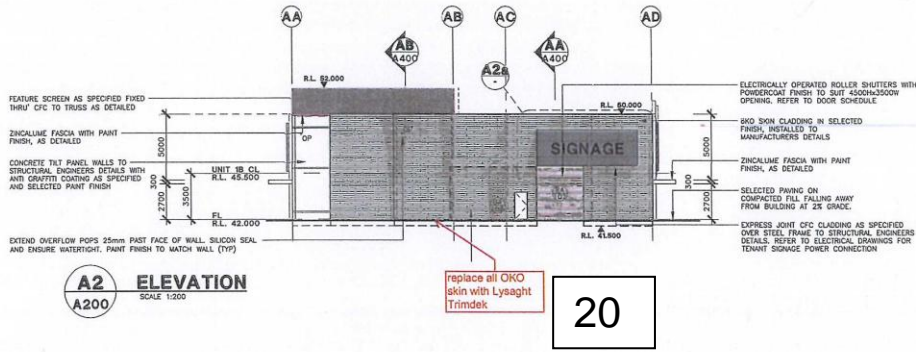 AA
AB
AC
AD
AB
A400
A2a
-
AA
A400
R.L. 52.000
R.L. 50.000
FEATURE SCREEN AS SPECIFIED FIXED
THRU' CFC TO TRUSS AS DETAILED
ZINCALUME FASCIA WITH PAINT
FINISH, AS DETAILED
CONCRETE TILT PANEL WALLS TO
STRUCTURAL ENGINEERS DETAILS WITH
ANTI GRAFFITI COATING AS SPECIFIED
AND SELECTED PAINT FINISH
EXTEND OVERFLOW POPS 25mm PAST FACE OF WALL. SILICON SEAL
AND ENSURE WATERTIGHT. PAINT FINISH TO MATCH WALL (TYP)
5000
300
2700
3500
UNIT 1B CL
R.L. 45.500
FL
R.L. 42.000
OP
SIGNAGE
R.L. 41.500
5000
300
2700
ELECTRICALLY OPERATED ROLLER SHUTTERS WITH
POWDERCOAT FINISH TO SUIT 4500Hx3500W
OPENING. REFER TO DOOR SCHEDULE
OKO SKIN CLADDING IN SELECTED
FINISH, INSTALLED TO
MANUFACTURERS DETAILS
ZINCALUME FASCIA WITH PAINT
FINISH, AS DETAILED
SELECTED PAVING ON
COMPACTED FILL FALLING AWAY
FROM BUILDING AT 2% GRADE.
EXPRESS JOINT CFC CLADDING AS SPECIFIED
OVER STEEL FRAME TO STRUCTURAL ENGINEERS
DETAILS. REFER TO ELECTRICAL DRAWINGS FOR
TENANT SIGNAGE POWER CONNECTION
A2
A200
ELEVATION
SCALE 1:200
replace all OKO
skin with Lysaght
Trimdek
20